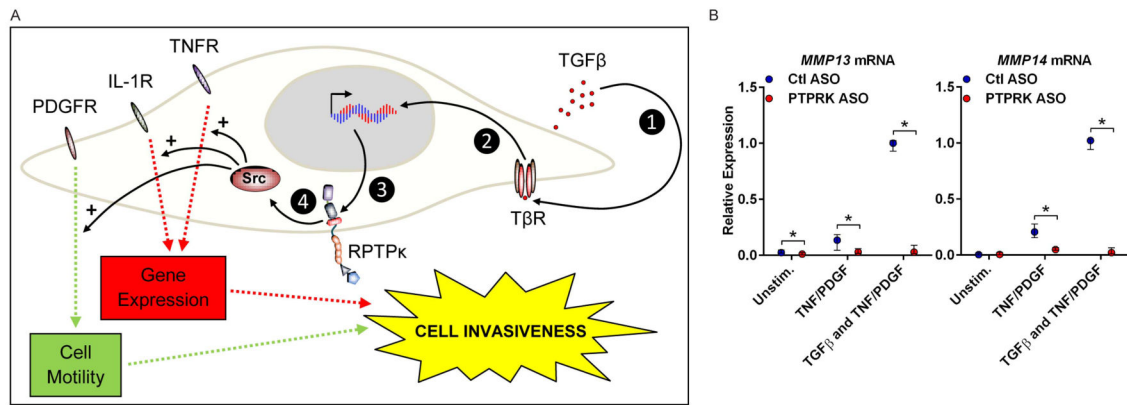 A
TNFR
IL-1R
PDGFR
TGFβ
1
2
3
4
+
+
+
Src
TβR
RPTPκ
Gene
Expression
Cell
Motility
CELL INVASIVENESS
B
MMP13 mRNA
Ctl ASO
PTPRK ASO
Relative Expression
1.5
1.0
0.5
0.0
*
*
*
Unstim.
TNF/PDGF
TGFβ and TNF/PDGF
MMP14 mRNA
Ctl ASO
PTPRK ASO
1.5
1.0
0.5
0.0
*
*
Unstim.
TNF/PDGF
TGFβ and TNF/PDGF